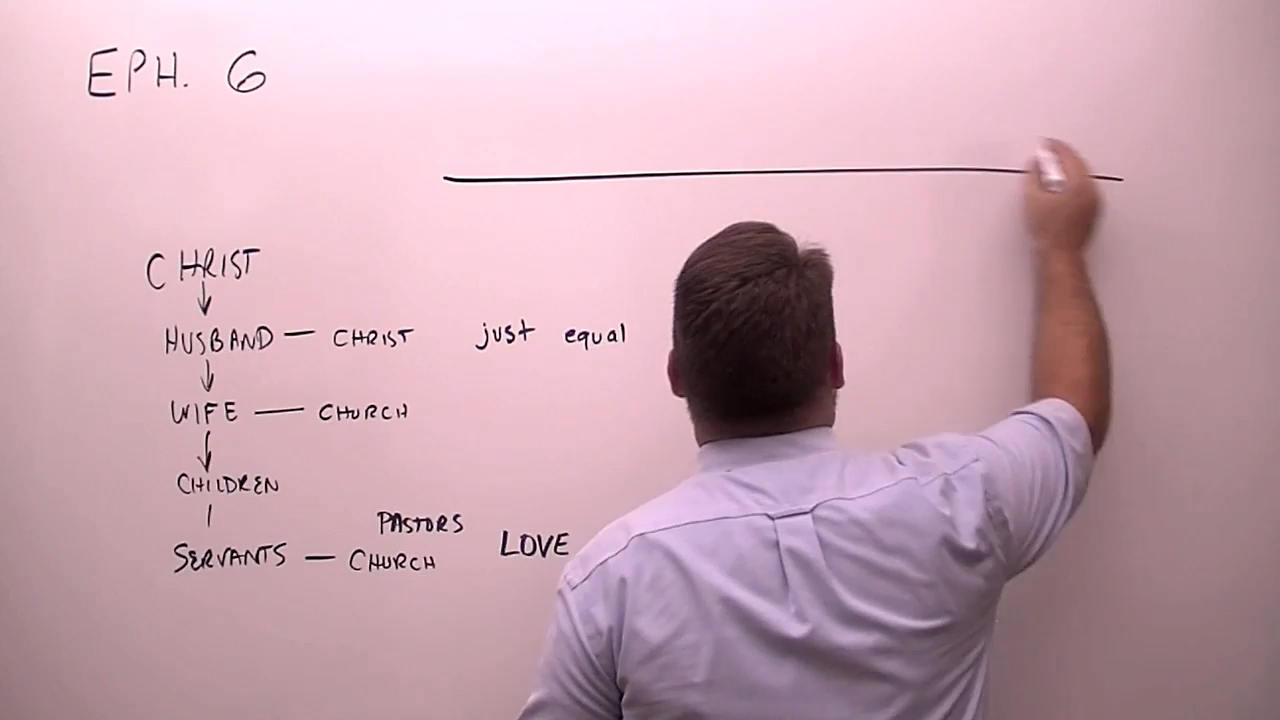 EPH. 6
CHRIST
HUSBAND — CHRIST just equal
WIFE — CHURCH
CHILDREN
PASTORS
SERVANTS — CHURCH LOVE